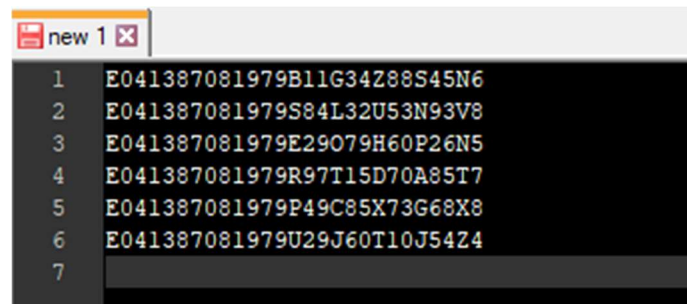 new 1
1 E041387081979B11G34Z88S45N6
2 E041387081979S84L32U53N93V8
3 E041387081979E29O79H60P26N5
4 E041387081979R97T15D70A85T7
5 E041387081979P49C85X73G68X8
6 E041387081979U29J60T10J54Z4
7